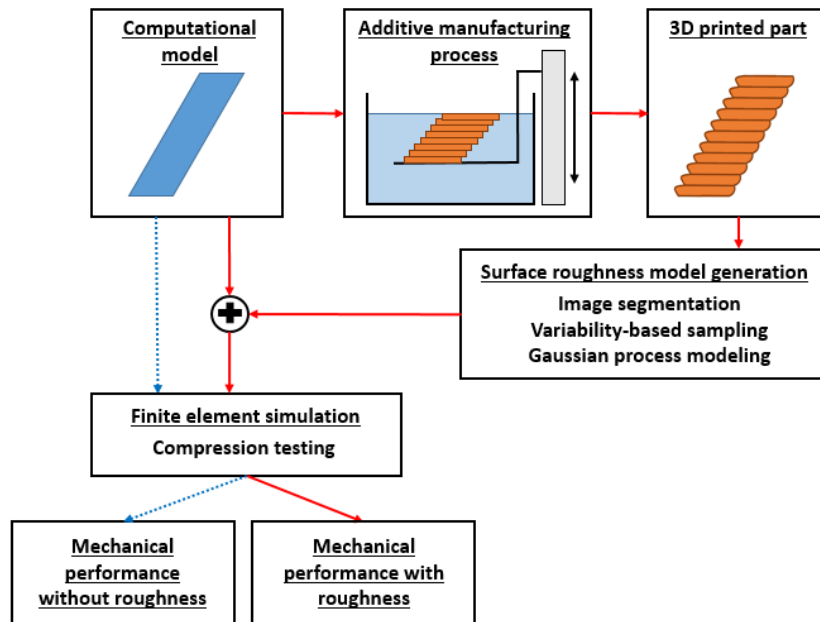 Computational
model
Additive manufacturing
process
3D printed part
Surface roughness model generation
Image segmentation
Variability-based sampling
Gaussian process modeling
Finite element simulation
Compression testing
Mechanical
performance
without roughness
Mechanical
performance with
roughness